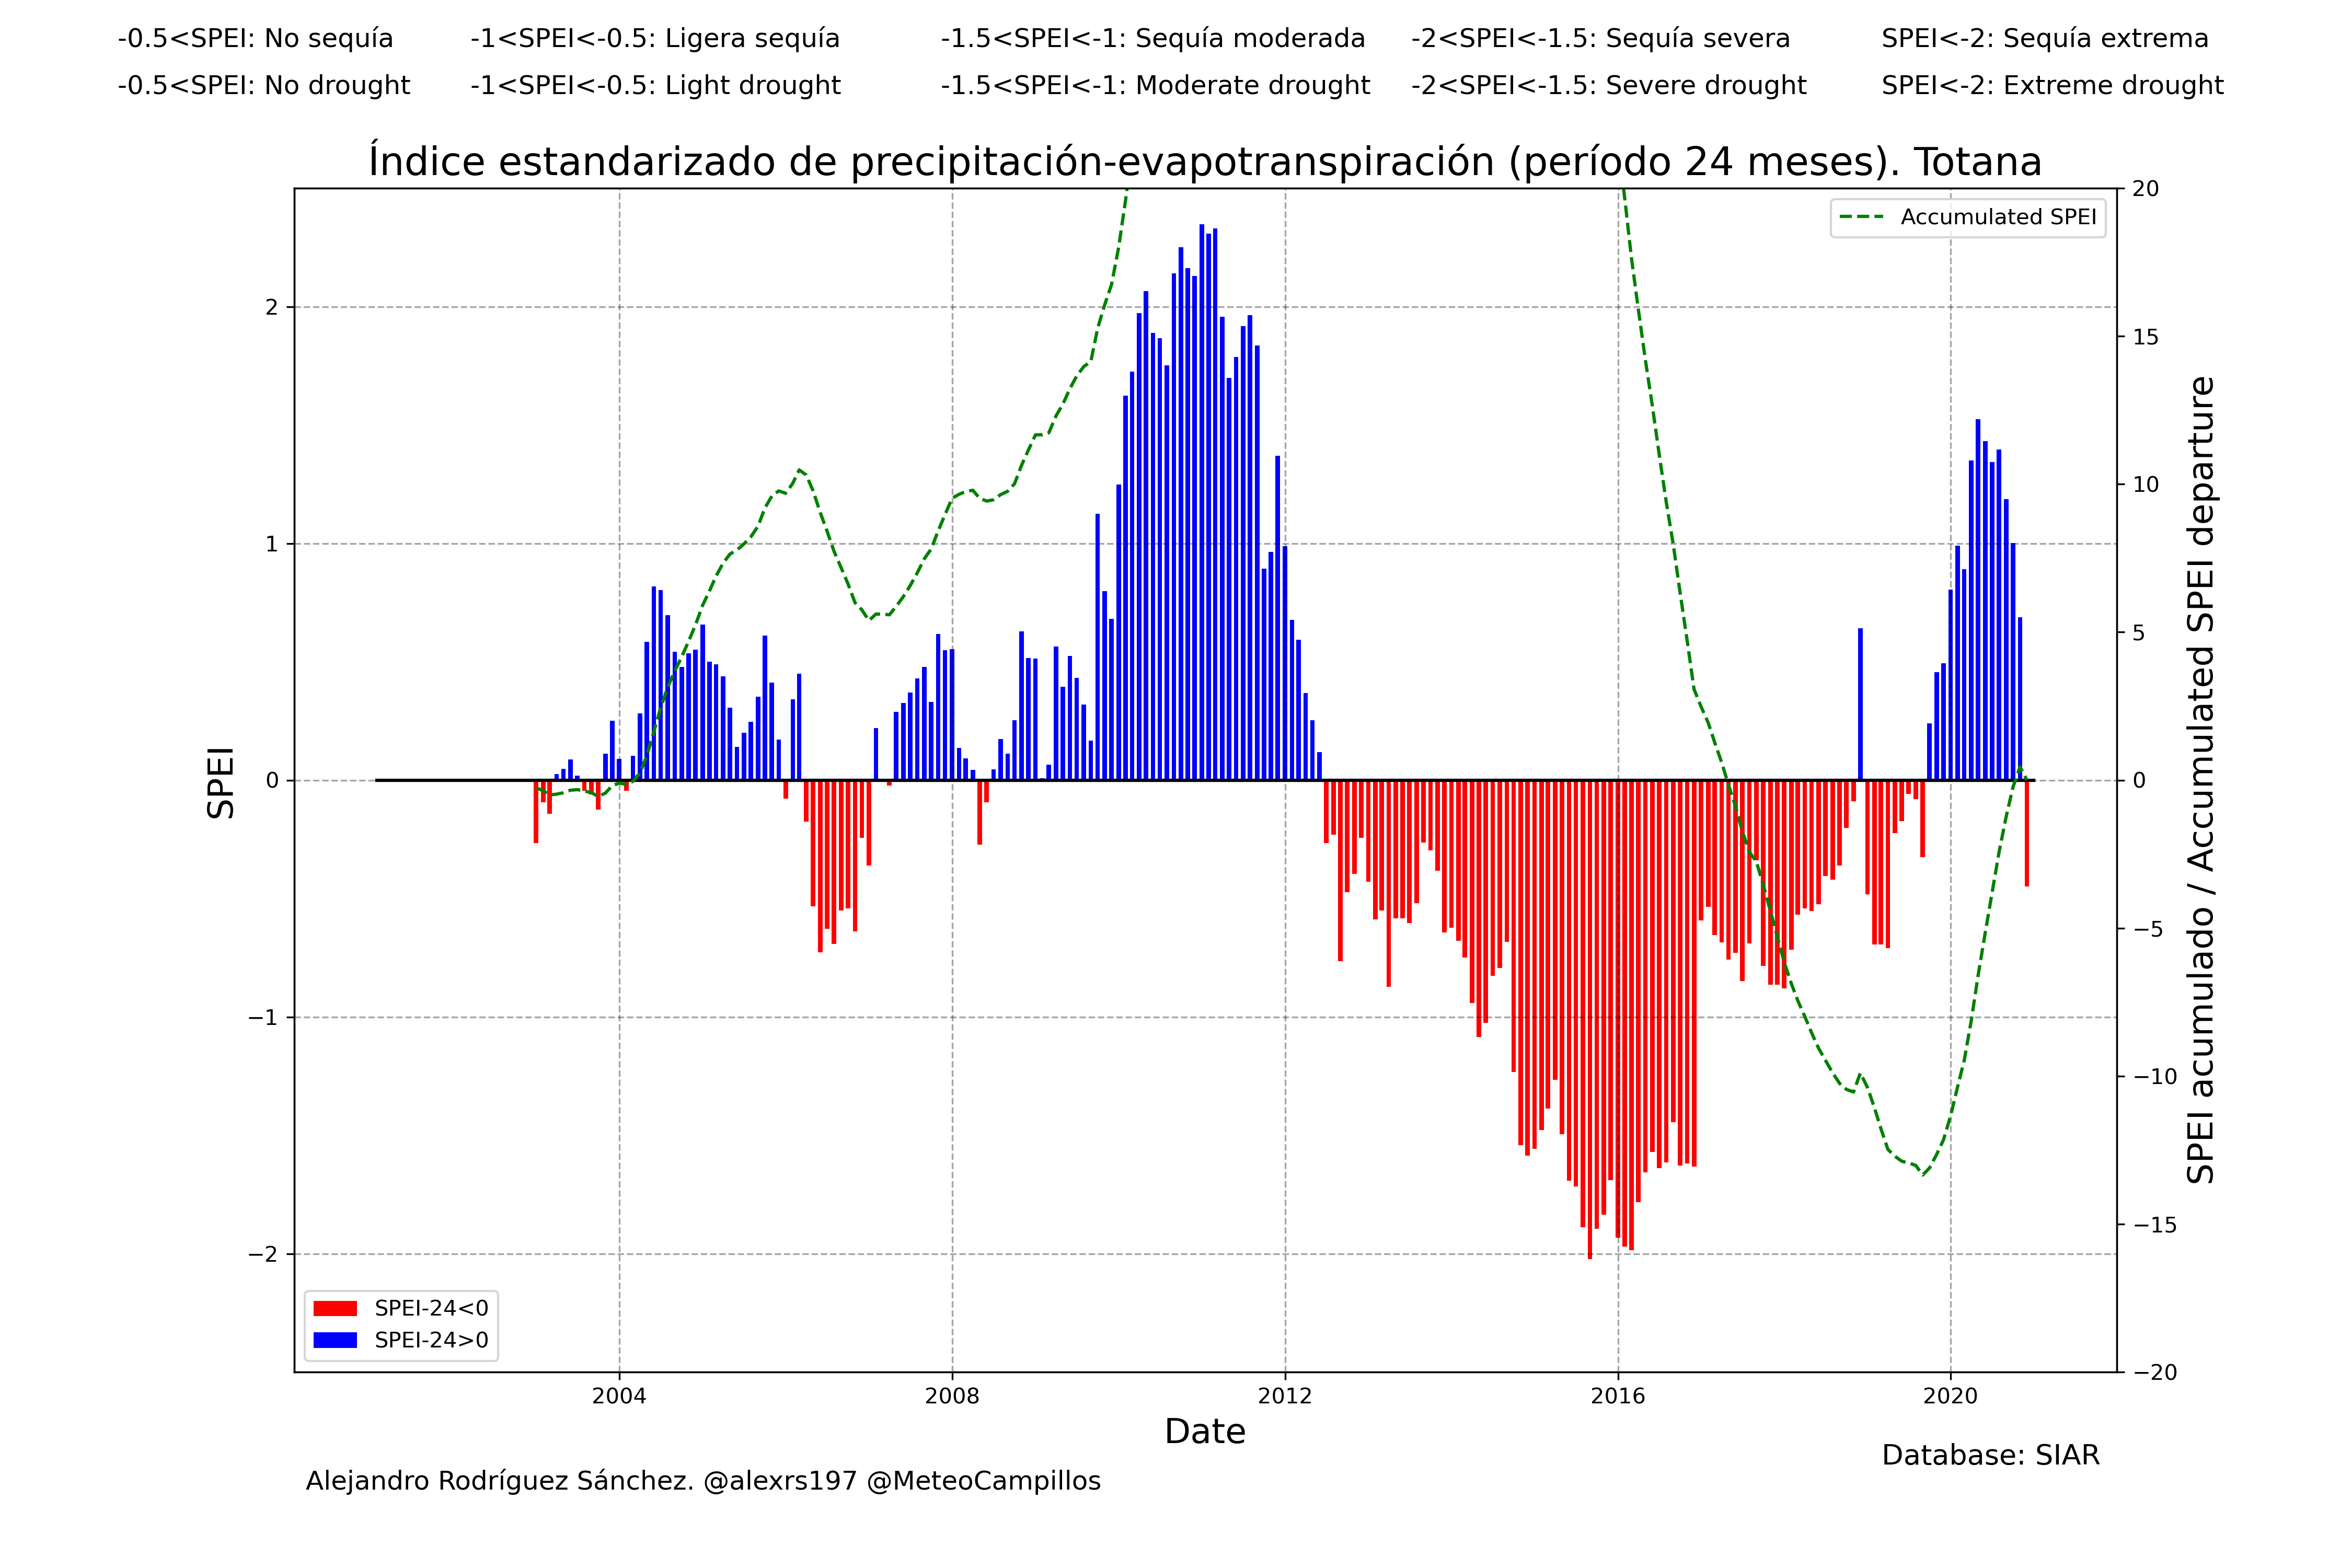 -0.5<SPEI: No sequía -1<SPEI<-0.5: Ligera sequía -1.5<SPEI<-1: Sequía moderada -2<SPEI<-1.5: Sequía severa SPEI<-2: Sequía extrema
-0.5<SPEI: No drought -1<SPEI<-0.5: Light drought -1.5<SPEI<-1: Moderate drought -2<SPEI<-1.5: Severe drought SPEI<-2: Extreme drought
Índice estandarizado de precipitación-evapotranspiración (período 24 meses). Totana
Accumulated SPEI
SPEI
2
1
0
−1
−2
20
15
10
5
0
−5
−10
−15
−20
SPEI acumulado / Accumulated SPEI departure
SPEI-24<0
SPEI-24>0
2004 2008 2012 2016 2020
Date
Database: SIAR
Alejandro Rodríguez Sánchez. @alexrs197 @MeteoCampillos